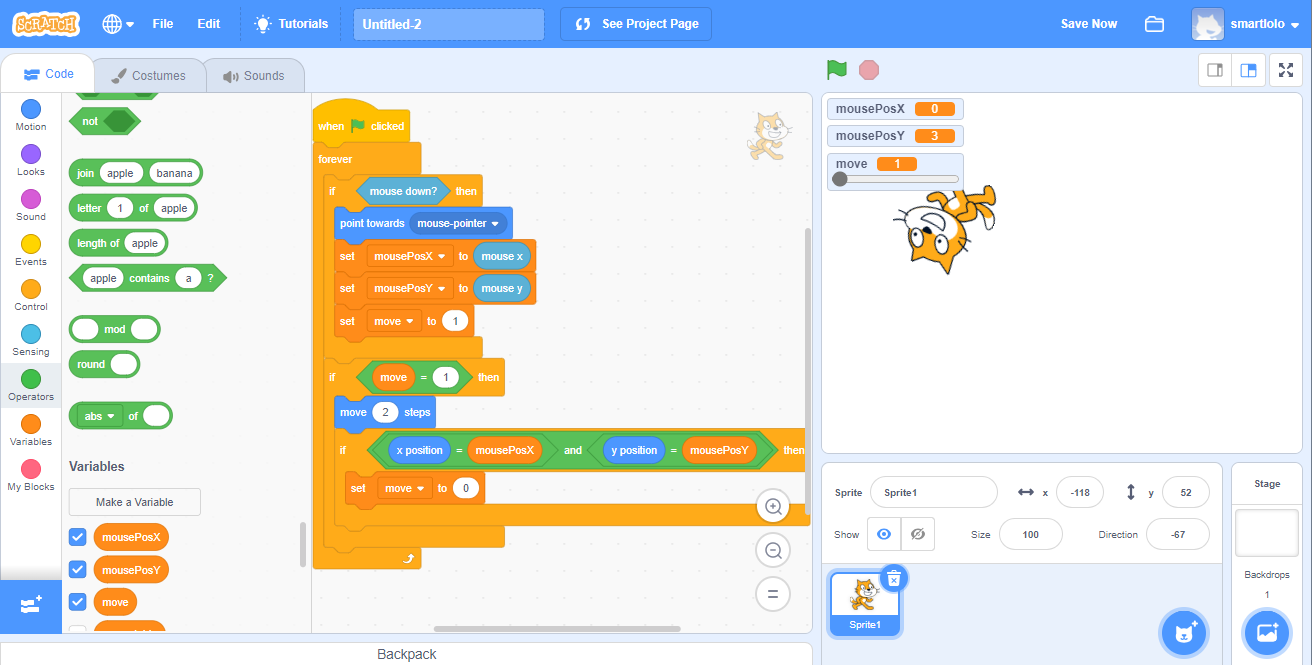 SCRATCH File Edit Tutorials Untitled-2 See Project Page Save Now smartlolo
Code Costumes Sounds
Motion
Looks
Sound
Events
Control
Sensing
Operators
Variables
My Blocks
not
join apple banana
letter 1 of apple
length of apple
apple contains a ?
mod
round
abs of
Variables
Make a Variable
mousePosX
mousePosY
move
when clicked
forever
if mouse down? then
point towards mouse-pointer
set mousePosX to mouse x
set mousePosY to mouse y
set move to 1
if move = 1 then
move 2 steps
if x position = mousePosX and y position = mousePosY then
set move to 0
Backpack
mousePosX 0
mousePosY 3
move 1
Sprite Sprite1 x -118 y 52
Show Size 100 Direction -67
Sprite1
Stage
Backdrops
1